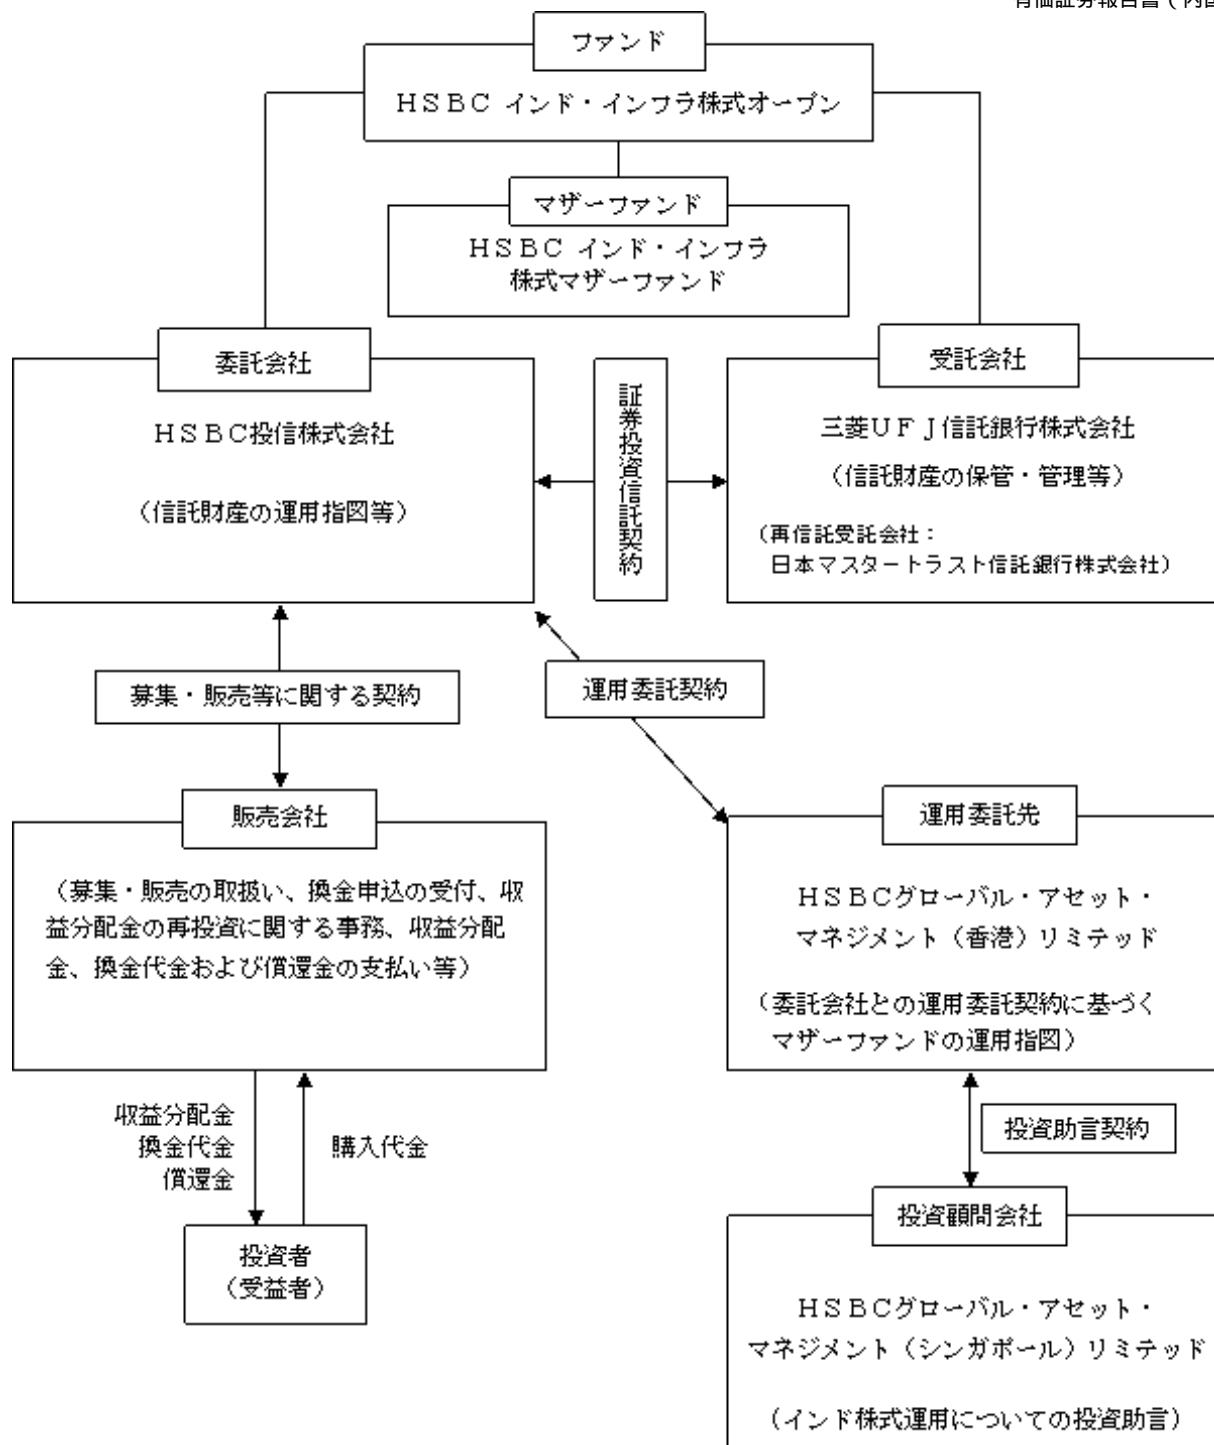 有価証券報告書（内国
ファンド
ＨＳＢＣ インド・インフラ株式オープン
マザーファンド
ＨＳＢＣ インド・インフラ
株式マザーファンド
委託会社
ＨＳＢＣ投信株式会社
（信託財産の運用指図等）
証券投資信託契約
受託会社
三菱ＵＦＪ信託銀行株式会社
（信託財産の保管・管理等）
（再信託受託会社：
日本マスタートラスト信託銀行株式会社）
募集・販売等に関する契約
運用委託契約
販売会社
（募集・販売の取扱い、換金申込の受付、収
益分配金の再投資に関する事務、収益分配
金、換金代金および償還金の支払い等）
運用委託先
ＨＳＢＣグローバル・アセット・
マネジメント（香港）リミテッド
（委託会社との運用委託契約に基づく
マザーファンドの運用指図）
収益分配金
換金代金
償還金
購入代金
投資助言契約
投資者
（受益者）
投資顧問会社
ＨＳＢＣグローバル・アセット・
マネジメント（シンガポール）リミテッド
（インド株式運用についての投資助言）